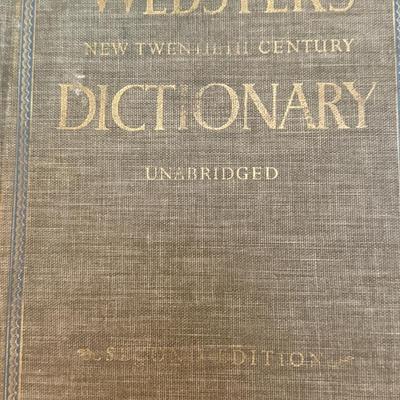 WEBSTER'S
NEW TWENTIETH CENTURY
DICTIONARY
UNABRIDGED
SECOND EDITION